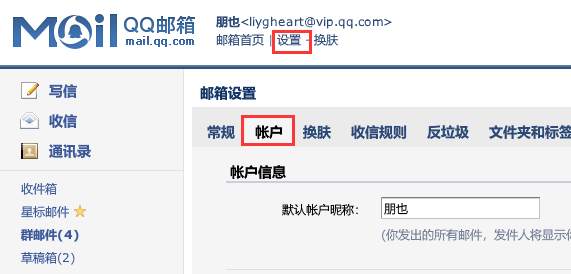 Mail QQ邮箱
mail.qq.com
朋也<liygheart@vip.qq.com>
邮箱首页 | 设置 - 换肤
写信
收信
通讯录
收件箱
星标邮件
群邮件(4)
草稿箱(2)
邮箱设置
常规 帐户 换肤 收信规则 反垃圾 文件夹和标签
帐户信息
默认帐户昵称： 朋也
(你发出的所有邮件，发件人将显示